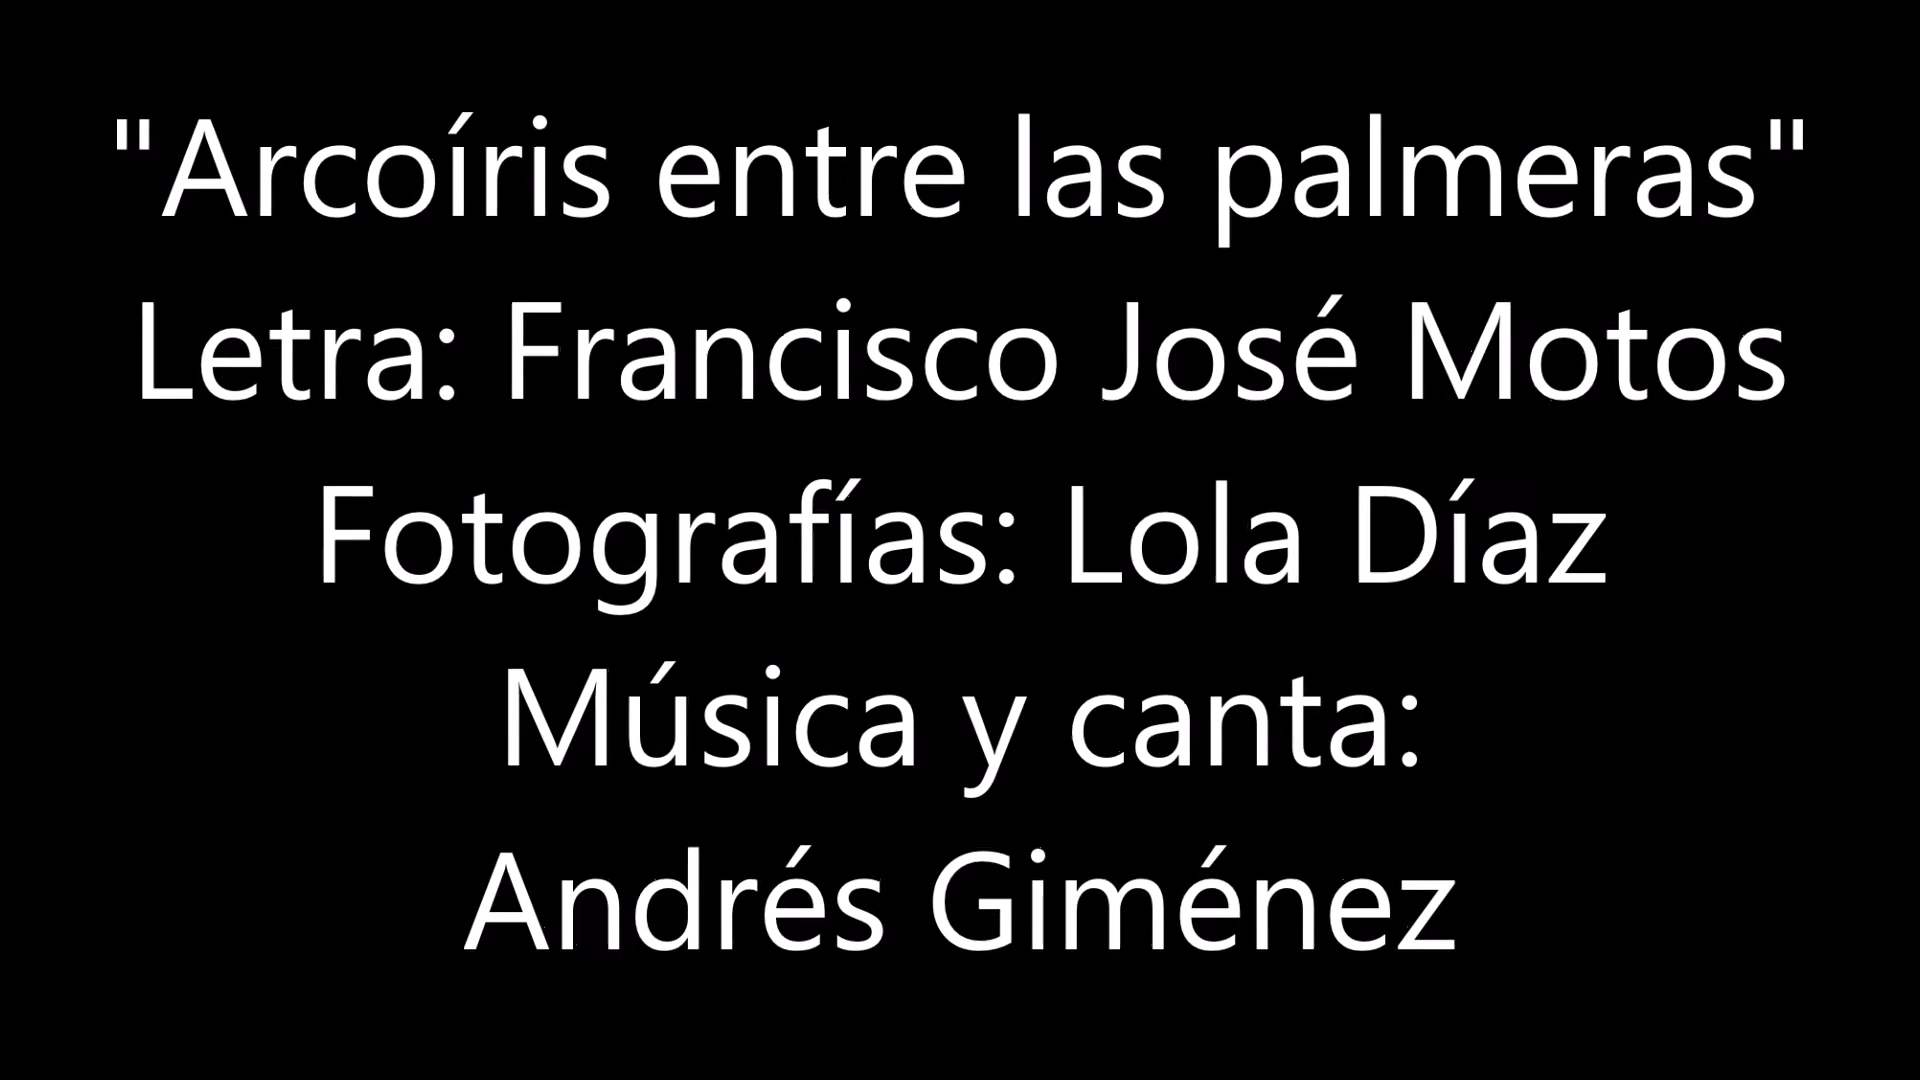 "Arcoíris entre las palmeras"
Letra: Francisco José Motos
Fotografías: Lola Díaz
Música y canta:
Andrés Giménez